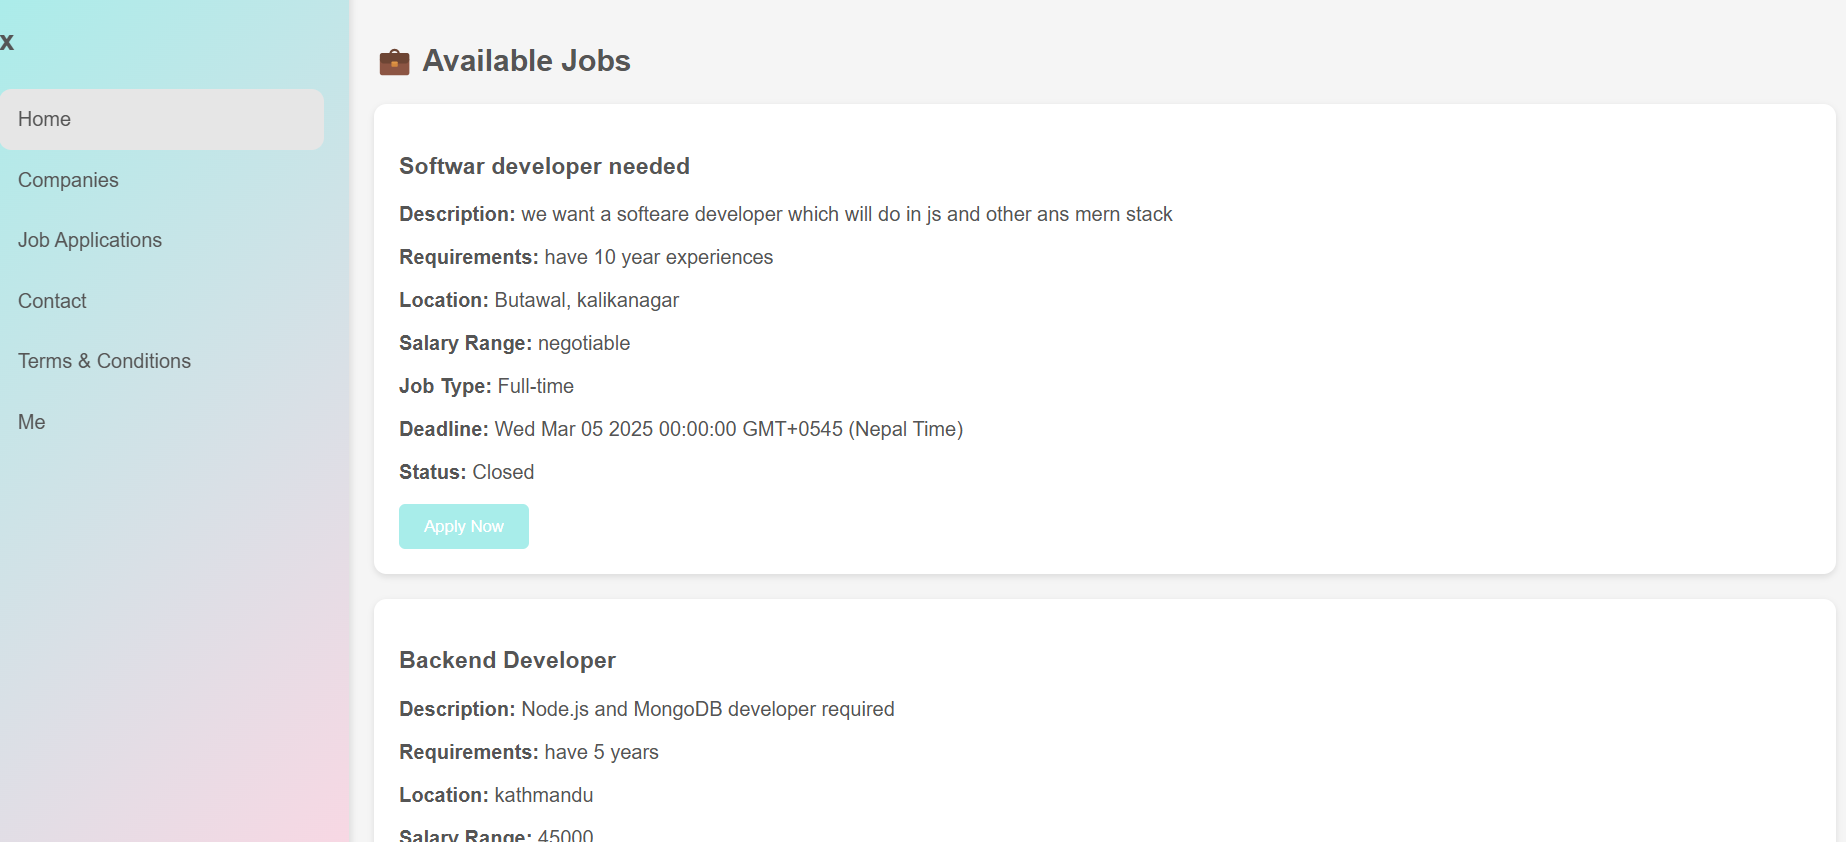 x
Home
Companies
Job Applications
Contact
Terms & Conditions
Me
Available Jobs
Softwar developer needed
Description: we want a softeare developer which will do in js and other ans mern stack
Requirements: have 10 year experiences
Location: Butawal, kalikanagar
Salary Range: negotiable
Job Type: Full-time
Deadline: Wed Mar 05 2025 00:00:00 GMT+0545 (Nepal Time)
Status: Closed
Apply Now
Backend Developer
Description: Node.js and MongoDB developer required
Requirements: have 5 years
Location: kathmandu
Salary Range: 45000